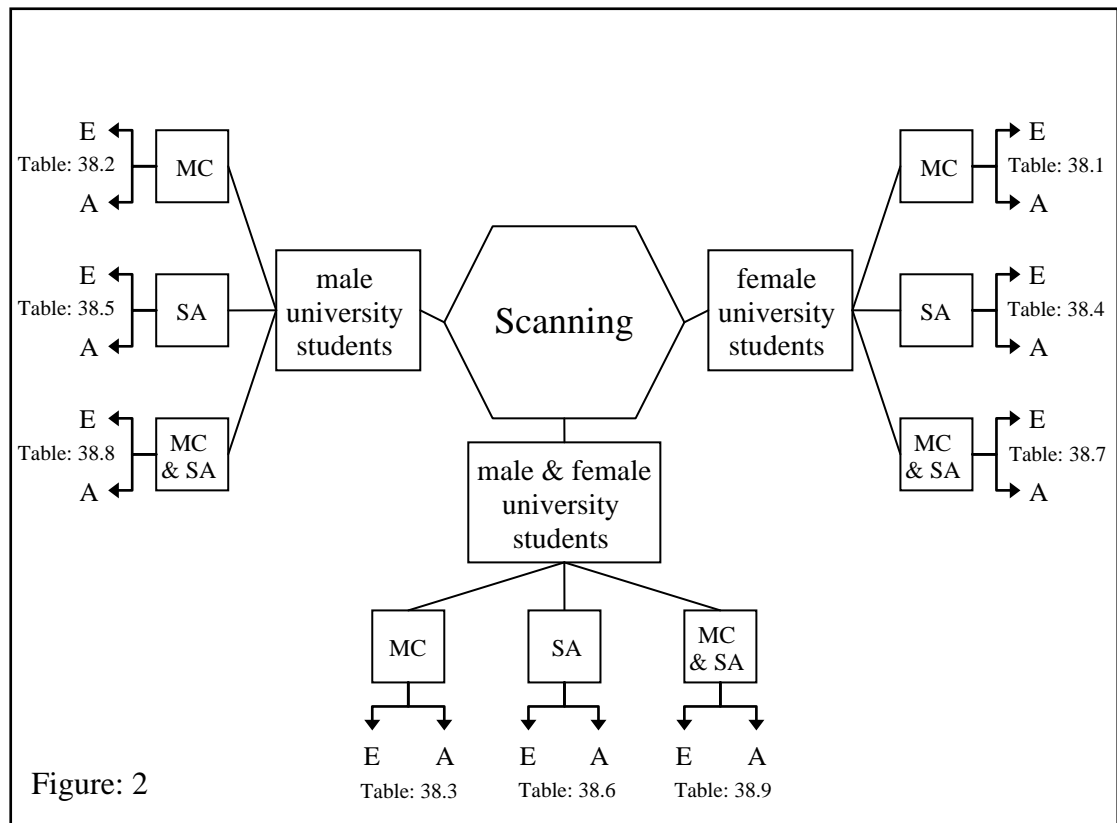 E
Table: 38.2
A
MC
E
Table: 38.5
A
SA
E
Table: 38.8
A
MC
& SA
male
university
students
Scanning
female
university
students
MC
E
Table: 38.1
A
SA
E
Table: 38.4
A
MC
& SA
E
Table: 38.7
A
male & female
university
students
MC
SA
MC
& SA
E A
Table: 38.3
E A
Table: 38.6
E A
Table: 38.9
Figure: 2